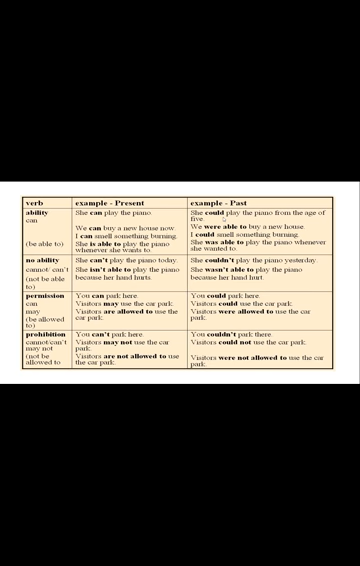 verb example - Present example - Past
ability She can play the piano. She could play the piano from the age of
can five.
We can buy a new house now. We were able to buy a new house.
I can smell something burning. I could smell something burning.
(be able to) She is able to play the piano She was able to play the piano whenever
whenever she wants to. she wanted to.
no ability She can't play the piano today. She couldn't play the piano yesterday.
cannot/ can't She isn't able to play the piano She wasn't able to play the piano
(not be able because her hand hurts. because her hand hurt.
to)
permission You can park here. You could park here.
can Visitors may use the car park. Visitors could use the car park.
may Visitors are allowed to use the Visitors were allowed to use the car
(be allowed car park. park.
to)
prohibition You can't park here. You couldn't park there.
cannot/can't Visitors may not use the car Visitors could not use the car park.
may not park.
(not be Visitors are not allowed to use Visitors were not allowed to use the car
allowed to the car park. park.